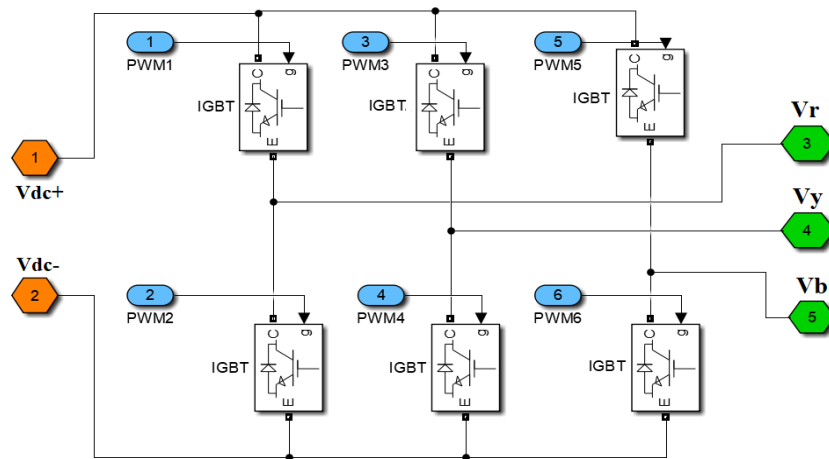 1 3 5
PWM1 PWM3 PWM5
C g C g C g
IGBT IGBT. IGBT
E E E
Vr
3
1
Vdc+
Vy
4
Vdc-
2
2 4 6
PWM2 PWM4 PWM6
Vb
5
C g C g C g
IGBT IGBT IGBT
E E E